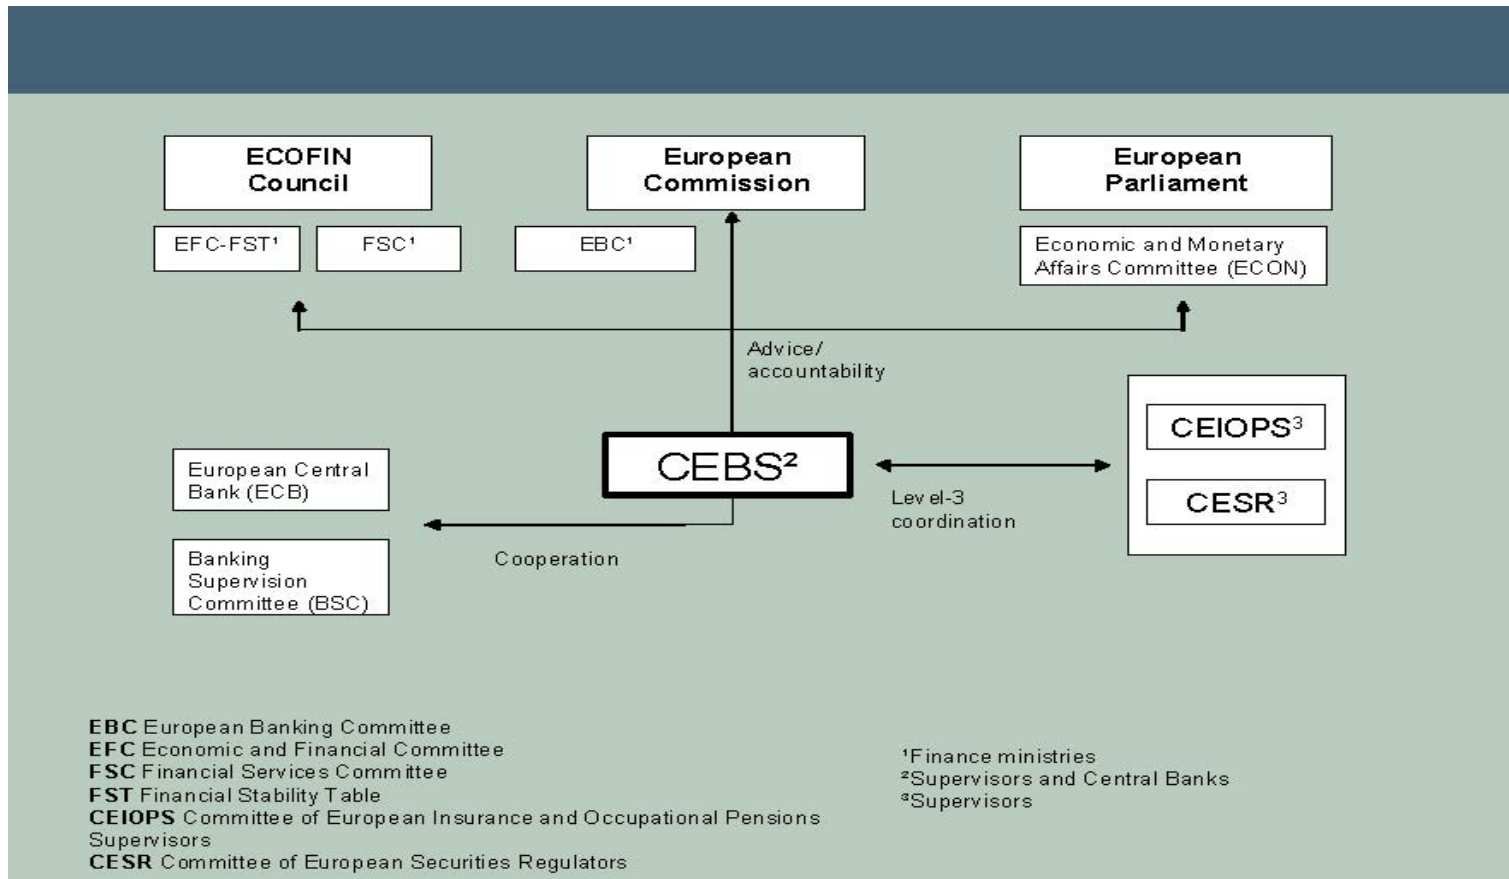 ECOFIN
Council
European
Commission
European
Parliament
EFC-FST¹
FSC¹
EBC¹
Economic and Monetary
Affairs Committee (ECON)
Advice/
accountability
CEBS²
CEIOPS³
CESR³
Level-3
coordination
European Central
Bank (ECB)
Cooperation
Banking
Supervision
Committee (BSC)
EBC European Banking Committee
EFC Economic and Financial Committee
FSC Financial Services Committee
FST Financial Stability Table
CEIOPS Committee of European Insurance and Occupational Pensions
Supervisors
CESR Committee of European Securities Regulators
¹Finance ministries
²Supervisors and Central Banks
³Supervisors